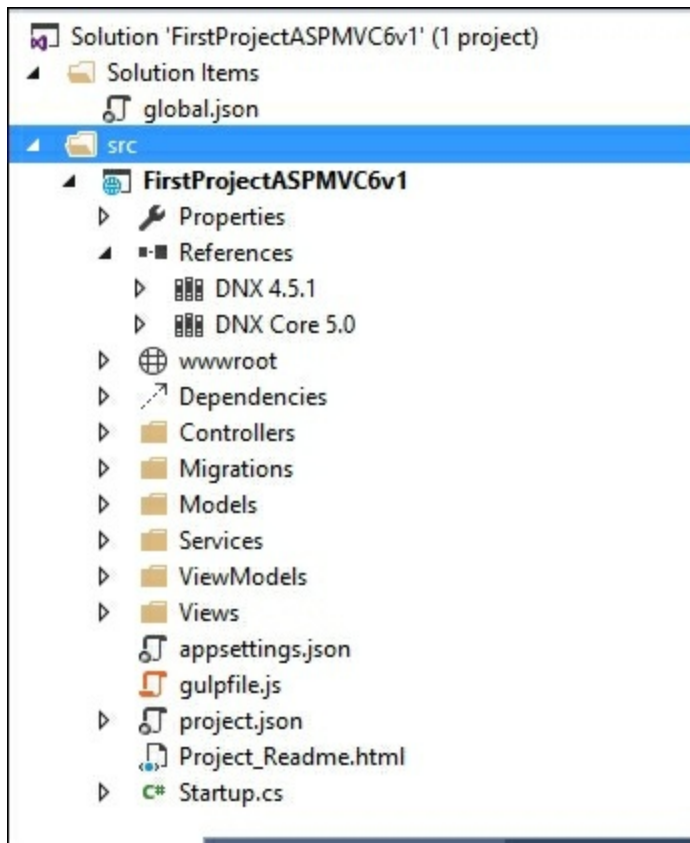 Solution 'FirstProjectASPMVC6v1' (1 project)
Solution Items
global.json
src
FirstProjectASPMVC6v1
Properties
References
DNX 4.5.1
DNX Core 5.0
wwwroot
Dependencies
Controllers
Migrations
Models
Services
ViewModels
Views
appsettings.json
gulpfile.js
project.json
Project_Readme.html
C# Startup.cs